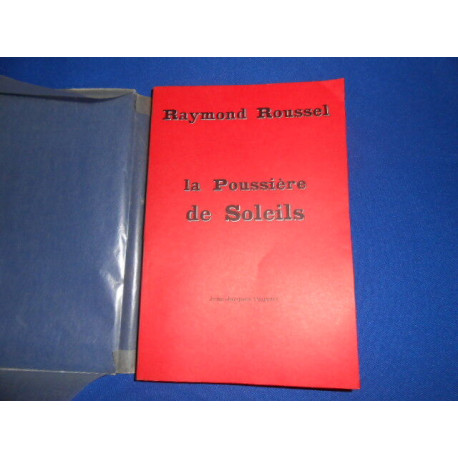 Raymond Roussel
la Poussière
de Soleils